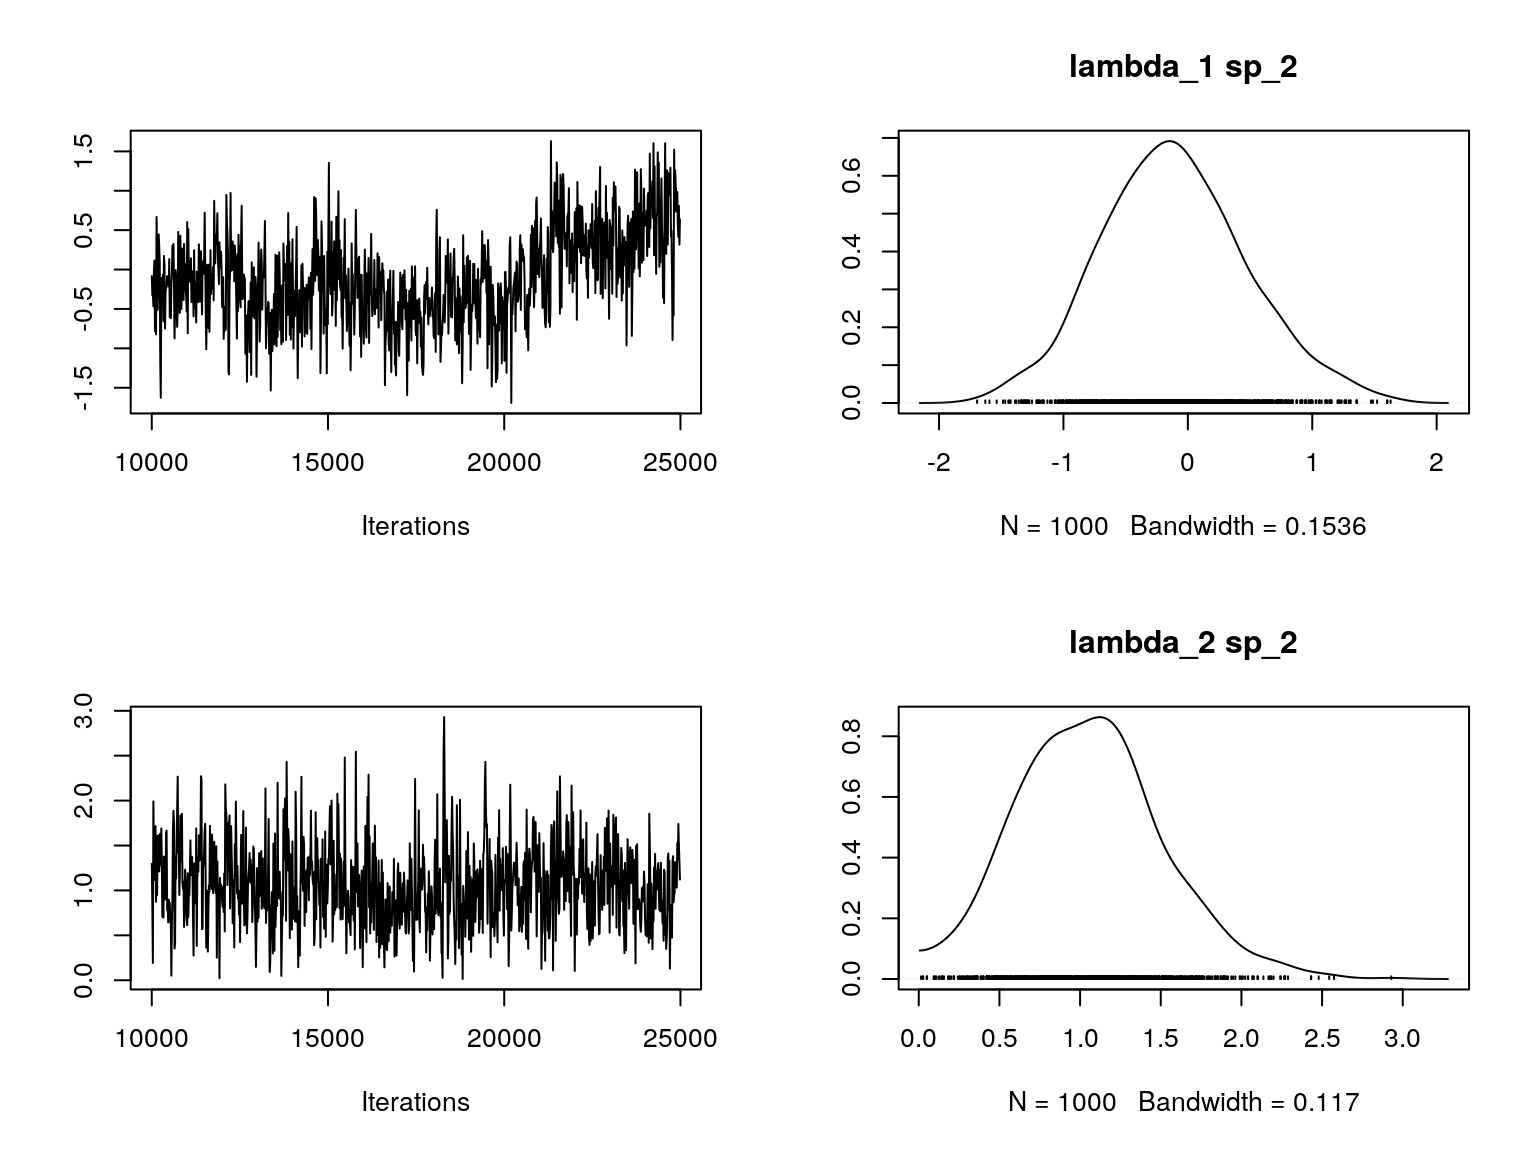 lambda_1 sp_2
1.5
0.5
-0.5
-1.5
10000 15000 20000 25000
Iterations
0.6
0.4
0.2
0.0
-2 -1 0 1 2
N = 1000 Bandwidth = 0.1536
lambda_2 sp_2
3.0
2.0
1.0
0.0
10000 15000 20000 25000
Iterations
0.8
0.6
0.4
0.2
0.0
0.0 0.5 1.0 1.5 2.0 2.5 3.0
N = 1000 Bandwidth = 0.117